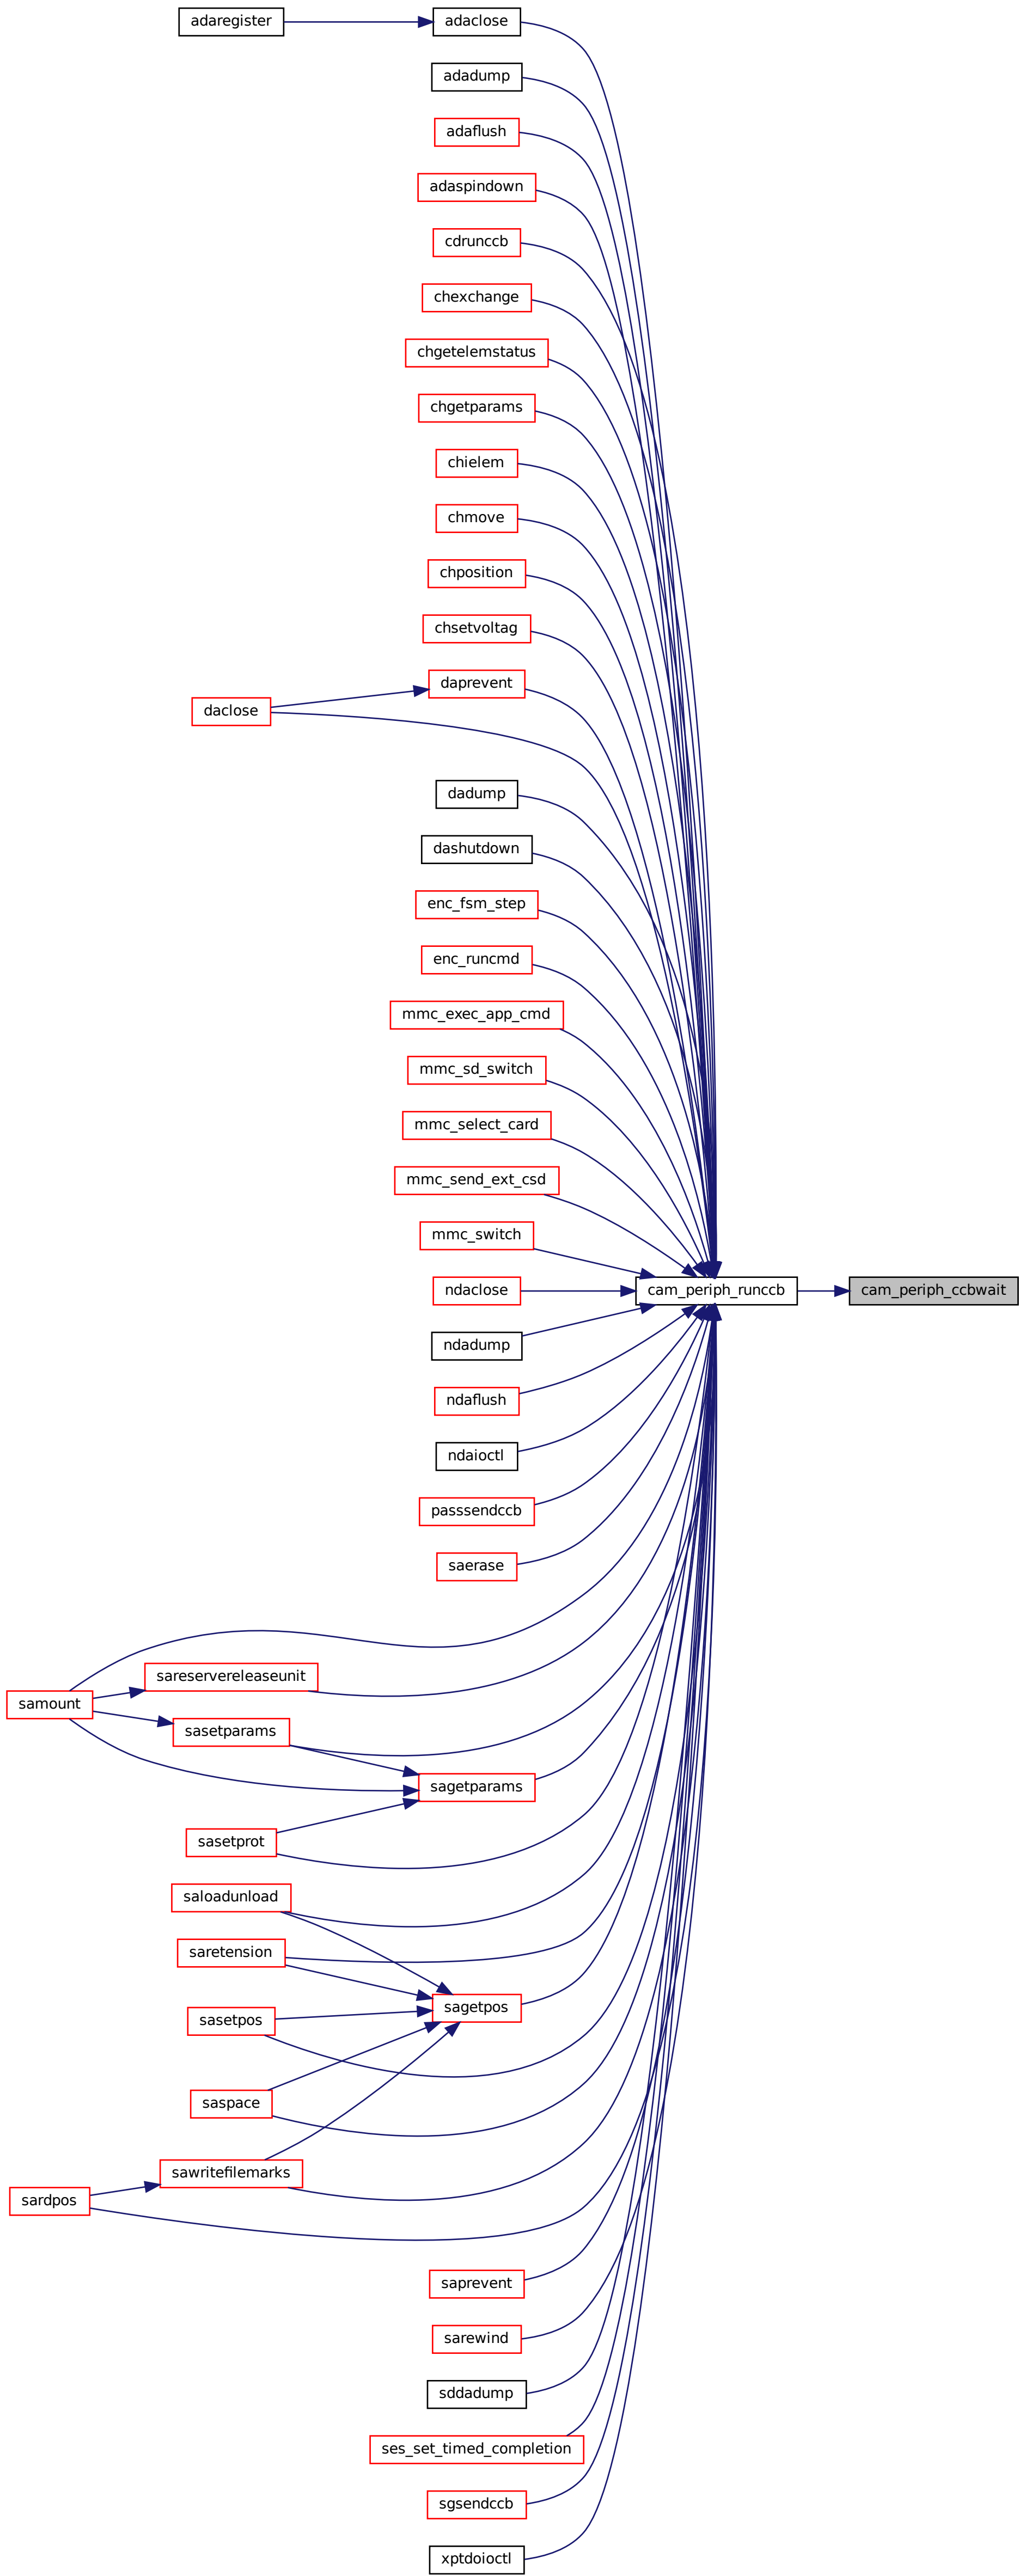 adaregister
adaclose
adadump
adaflush
adaspindown
cdrunccb
chexchange
chgetelemstatus
chgetparams
chielem
chmove
chposition
chsetvoltag
daprevent
daclose
dadump
dashutdown
enc_fsm_step
enc_runcmd
mmc_exec_app_cmd
mmc_sd_switch
mmc_select_card
mmc_send_ext_csd
mmc_switch
ndaclose
cam_periph_runccb
cam_periph_ccbwait
ndadump
ndaflush
ndaioctl
passsendccb
saerase
sareservereleaseunit
samount
sasetparams
sagetparams
sasetprot
saloadunload
saretension
sagetpos
sasetpos
saspace
sawritefilemarks
sardpos
saprevent
sarewind
sddadump
ses_set_timed_completion
sgsendccb
xptdoioctl